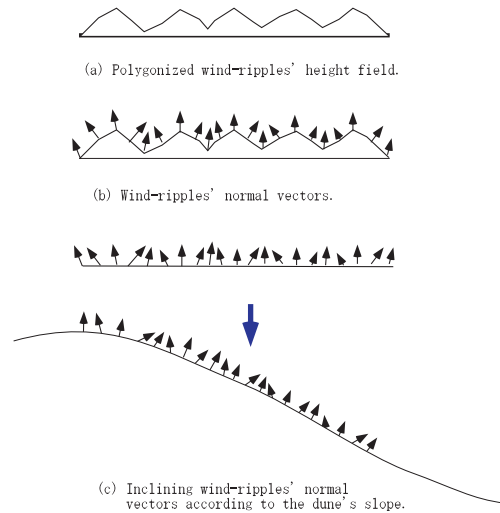 (a) Polygonized wind-ripples' height field.
(b) Wind-ripples' normal vectors.
(c) Inclining wind-ripples' normal
vectors according to the dune's slope.